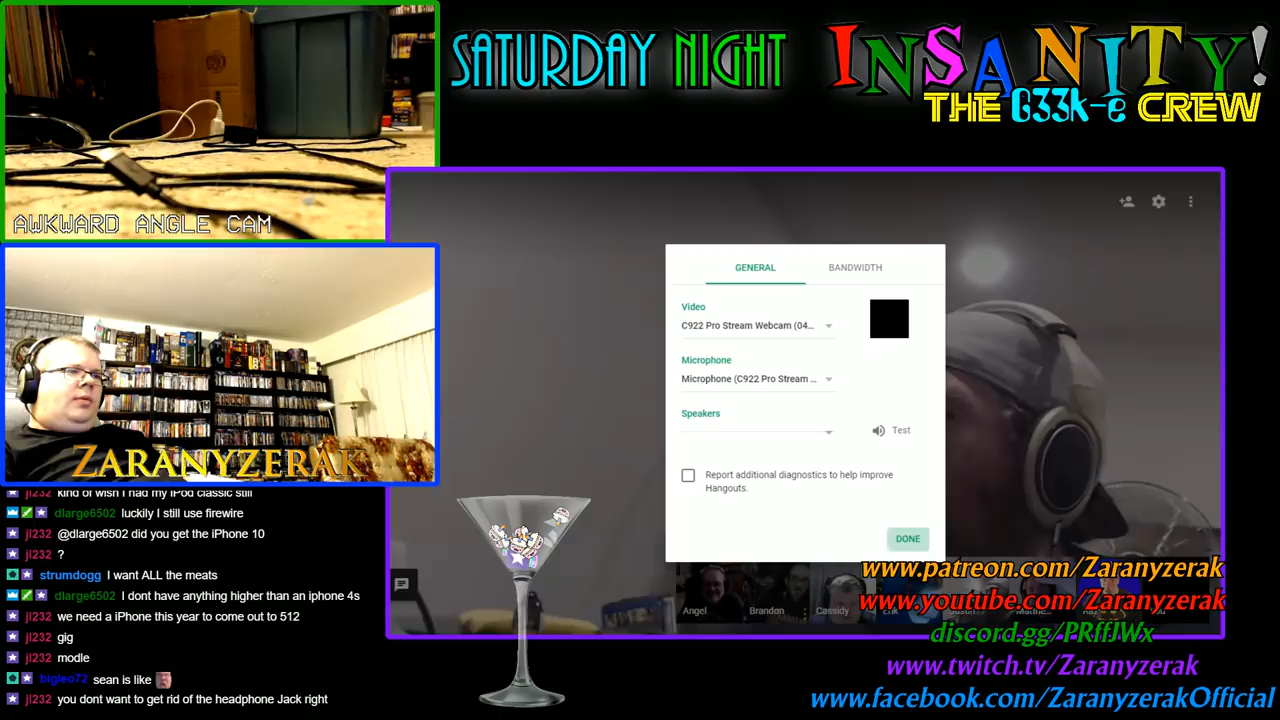 SATURDAY NIGHT
INSANITY!
THE G33k-e CREW
AWKWARD ANGLE CAM
ZARANYZERAK
GENERAL
BANDWIDTH
Video
C922 Pro Stream Webcam (04...
Microphone
Microphone (C922 Pro Stream ...
Speakers
Test
Report additional diagnostics to help improve
Hangouts.
DONE
Angel
Brandon
Cassidy
jl232 kind of wish I had my iPod classic still
dlarge6502 luckily I still use firewire
jl232 @dlarge6502 did you get the iPhone 10
jl232 ?
strumdogg I want ALL the meats
dlarge6502 I dont have anything higher than an iphone 4s
jl232 we need a iPhone this year to come out to 512
jl232 gig
jl232 modle
bigleo72 sean is like
jl232 you dont want to get rid of the headphone Jack right
www.patreon.com/Zaranyzerak
www.youtube.com/Zaranyzerak
discord.gg/PRffJWx
www.twitch.tv/Zaranyzerak
www.facebook.com/ZaranyzerakOfficial